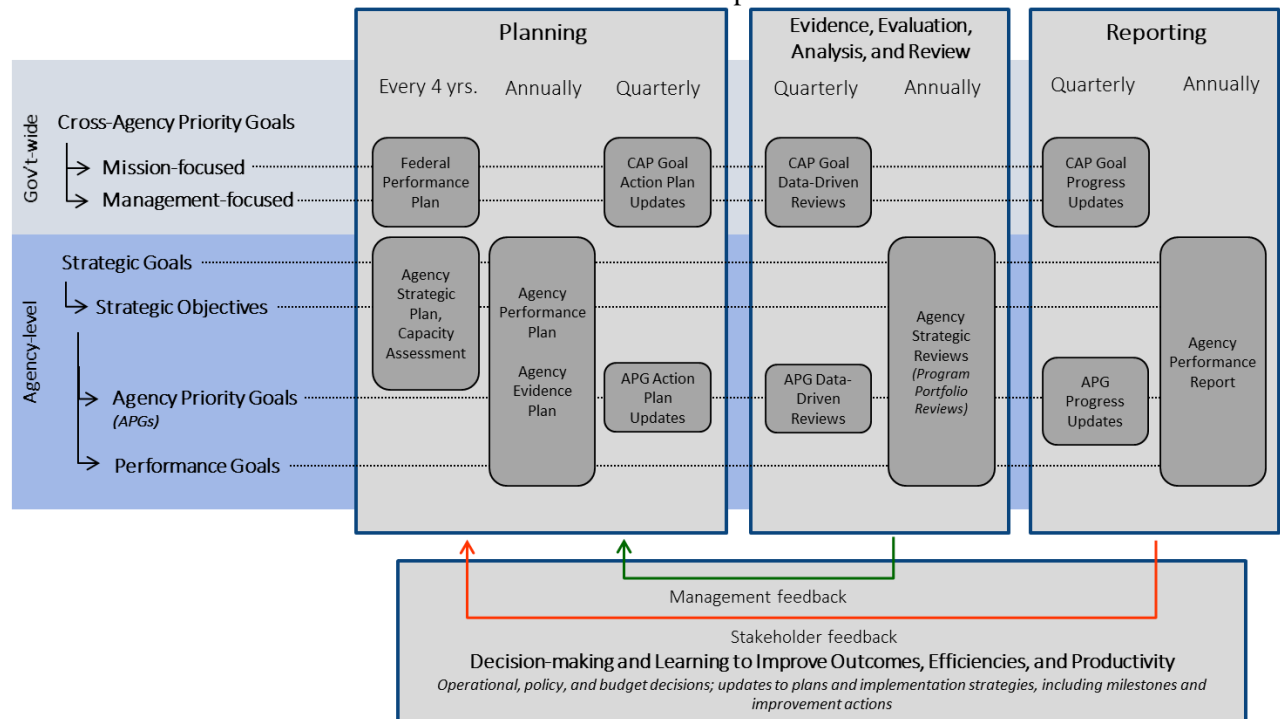 Planning
Evidence, Evaluation,
Analysis, and Review
Reporting
Every 4 yrs.
Annually
Quarterly
Quarterly
Annually
Quarterly
Annually
Gov't-wide
Cross-Agency Priority Goals
Mission-focused
Management-focused
Federal
Performance
Plan
CAP Goal
Action Plan
Updates
CAP Goal
Data-Driven
Reviews
CAP Goal
Progress
Updates
Agency-level
Strategic Goals
Strategic Objectives
Agency Priority Goals
(APGs)
Performance Goals
Agency
Strategic
Plan,
Capacity
Assessment
Agency
Performance
Plan
Agency
Evidence
Plan
APG Action
Plan
Updates
APG Data-
Driven
Reviews
Agency
Strategic
Reviews
(Program
Portfolio
Reviews)
APG
Progress
Updates
Agency
Performance
Report
Management feedback
Stakeholder feedback
Decision-making and Learning to Improve Outcomes, Efficiencies, and Productivity
Operational, policy, and budget decisions; updates to plans and implementation strategies, including milestones and
improvement actions